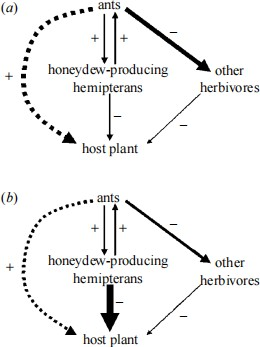 (a)
ants
+ + −
+
honeydew-producing
hemipterans
other
herbivores
− −
host plant
(b)
ants
+ + −
+
honeydew-producing
hemipterans
other
herbivores
− −
host plant